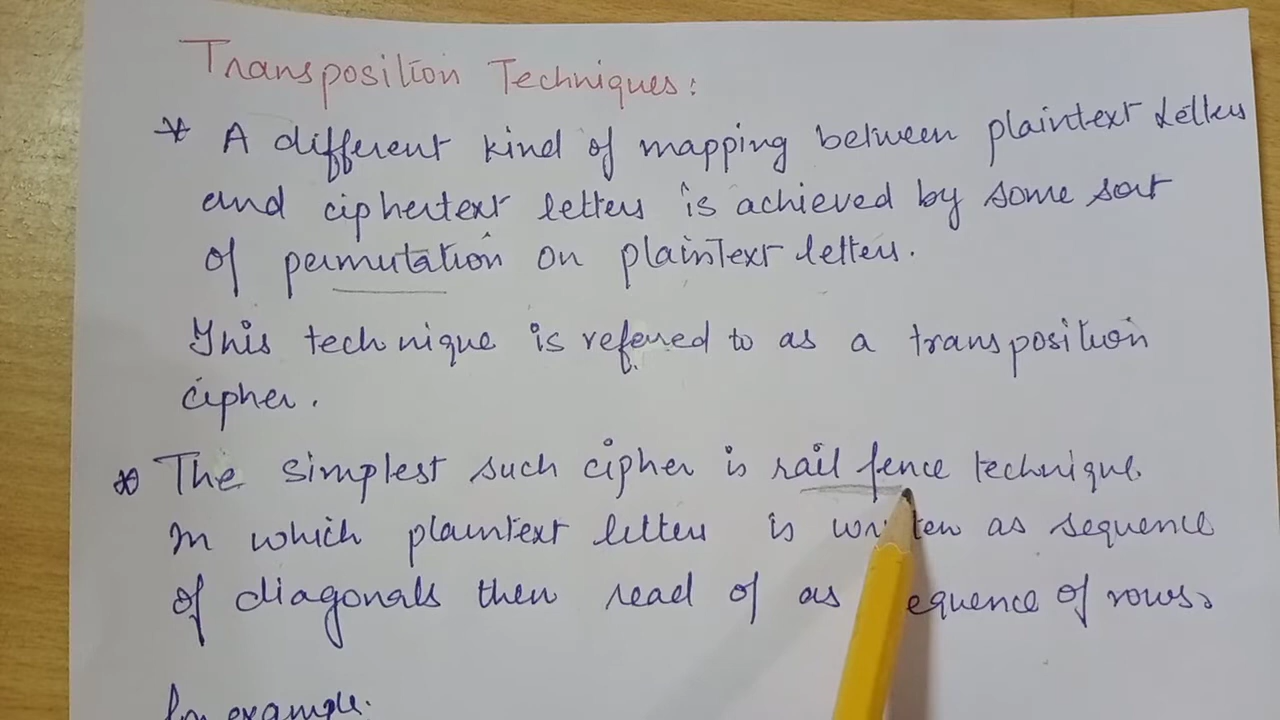 Transposition Techniques:
* A different kind of mapping between plaintext letters
and ciphertext letters is achieved by some sort
of permutation on plaintext letters.
This technique is referred to as a transposition
cipher.
* The simplest such cipher is rail fence technique
in which plaintext letters is written as sequence
of diagonals then read of as sequence of rows.
for example: